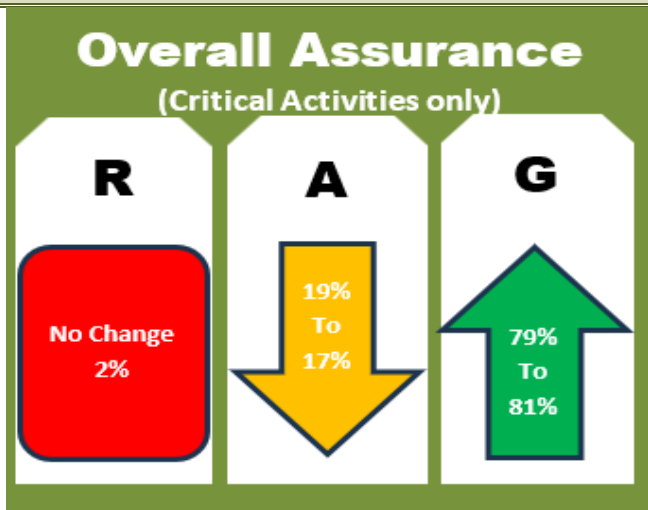 Overall Assurance
(Critical Activities only)
R
A
G
No Change
2%
19%
To
17%
79%
To
81%